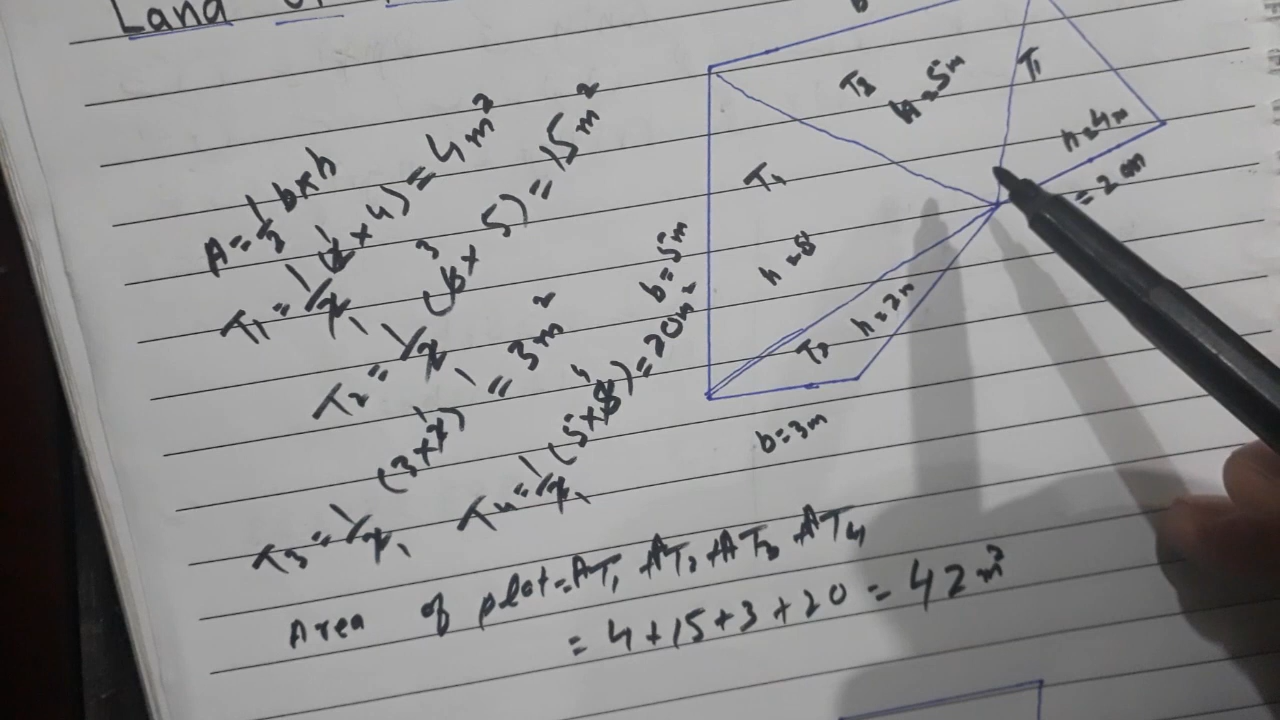 Land
A = 1/2 b×h
T1 = 1/2 (2×4) = 4m²
T2 = 1/2 (6×5) = 15m²
T3 = 1/2 (3×2) = 3m²
T4 = 1/2 (5×8) = 20m²
Area of plot = AT1 + AT2 + AT3 + AT4
= 4+15+3+20 = 42m²
b
T2
h=5m
T1
h=4m
= 2cm
T4
b=5m
h=8
T3
h=2m
b=3m